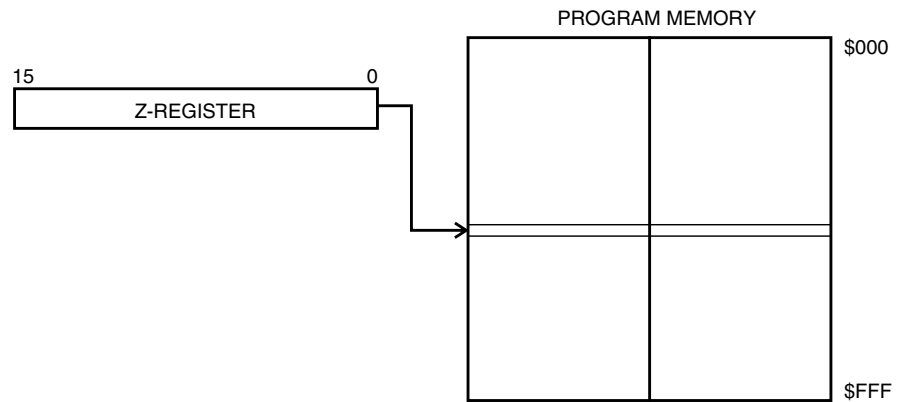 PROGRAM MEMORY
$000
15 0
Z-REGISTER
$FFF